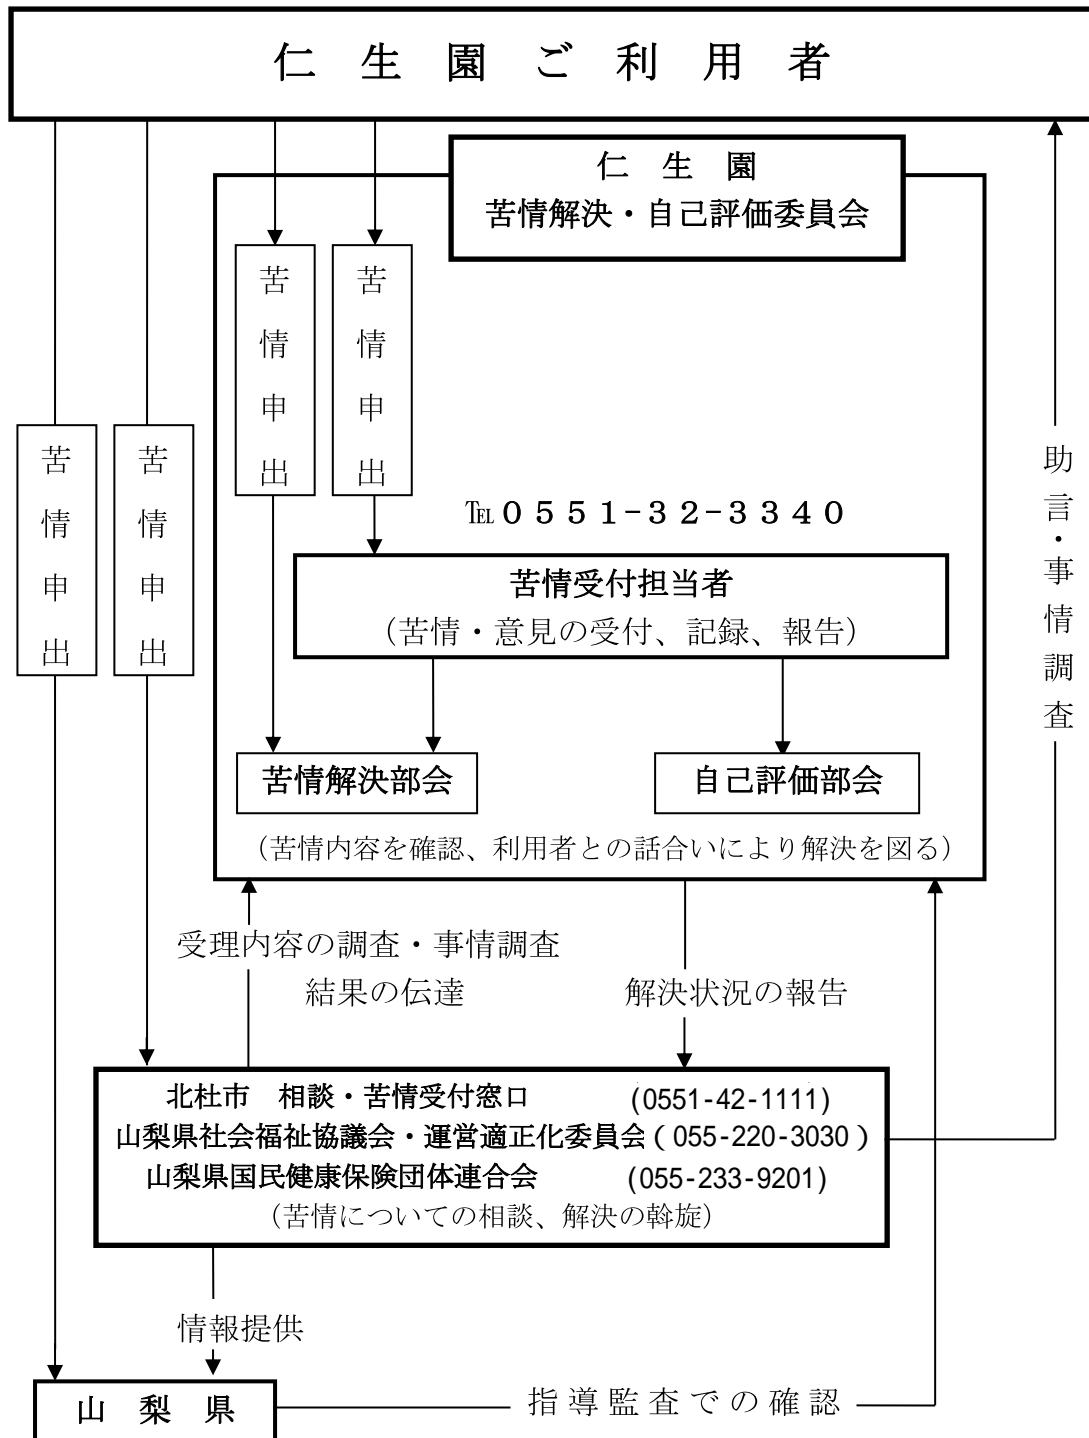 仁生園ご利用者
仁生園
苦情解決・自己評価委員会
苦情申出
苦情申出
苦情申出
苦情申出
助言・事情調査
℡0551-32-3340
苦情受付担当者
(苦情・意見の受付、記録、報告)
苦情解決部会
自己評価部会
(苦情内容を確認、利用者との話合いにより解決を図る)
受理内容の調査・事情調査
結果の伝達
解決状況の報告
北杜市 相談・苦情受付窓口 (0551-42-1111)
山梨県社会福祉協議会・運営適正化委員会(055-220-3030)
山梨県国民健康保険団体連合会 (055-233-9201)
(苦情についての相談、解決の斡旋)
情報提供
山梨県
指導監査での確認